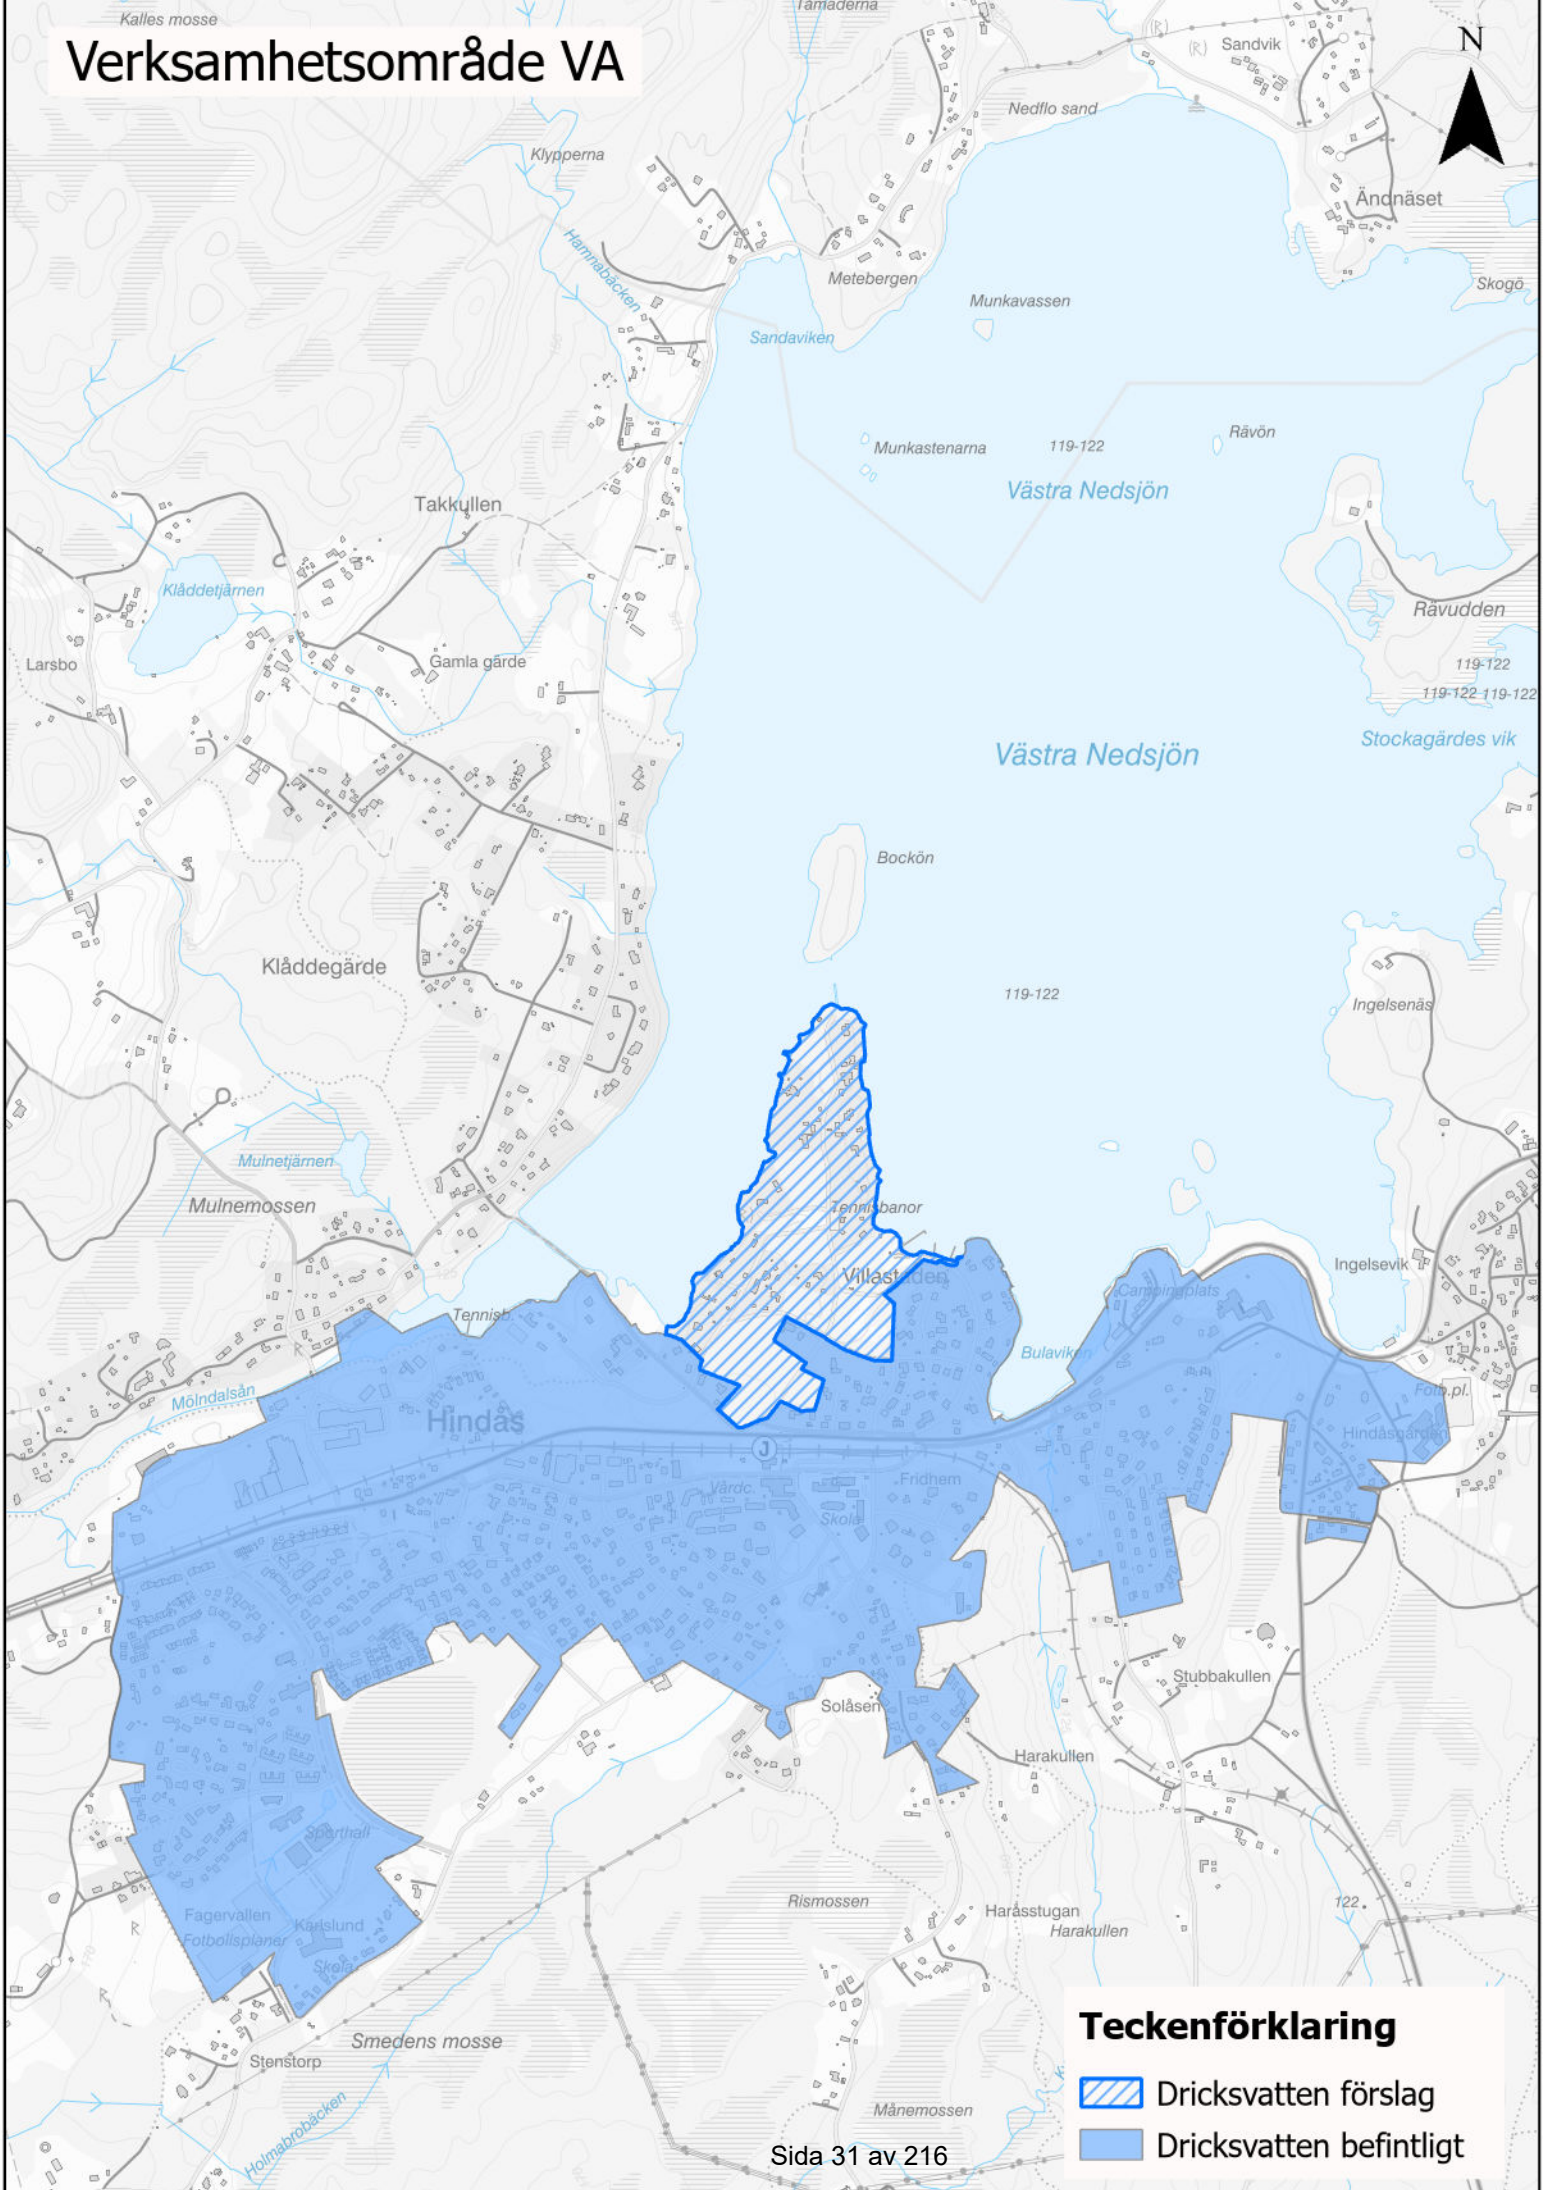 Kalles mosse
Tämaderna
Verksamhetsområde VA
(R)
(R)
Sandvik
N
Nedflo sand
Klypperna
Ändnäset
Hamnabäcken
Metebergen
Skogö
Munkavassen
Sandaviken
Rävön
Munkastenarna
119-122
Västra Nedsjön
Takkullen
Klåddetjärnen
Rävudden
Larsbo
Gamla gärde
119-122
119-122 119-122
Stockagärdes vik
Västra Nedsjön
Bockön
Klåddegärde
119-122
Ingelsenäs
Mulnetjärnen
Mulnemossen
Tennisbanor
Ingelsevik
Villastaden
125
Campingplats
Tennisb.
R
Bulaviken
Mölndalsån
Fotb.pl.
Hindås
Hindåsgården
J
Fridhem
Vårdc.
Skola
Stubbakullen
Solåsen
Harakullen
Sporthall
Rismossen
122
Fagervallen
Karlslund
Haråsstugan
R
Harakullen
Fotbollsplaner
Skola
R
Teckenförklaring
Smedens mosse
Stenstorp
Dricksvatten förslag
Holmabrobäcken
Månemossen
Dricksvatten befintligt
Sida 31 av 216